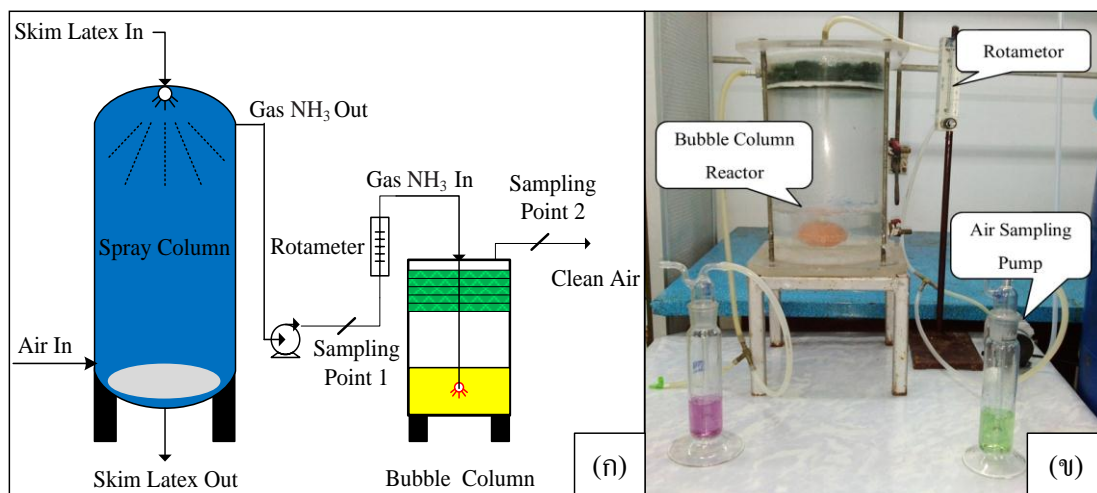 Skim Latex In
Gas NH₃ Out
Gas NH₃ In
Sampling
Point 2
Spray Column
Rotameter
Clean Air
Air In
Sampling
Point 1
Skim Latex Out
Bubble Column
(ก)
Rotametor
Bubble Column
Reactor
Air Sampling
Pump
(ข)